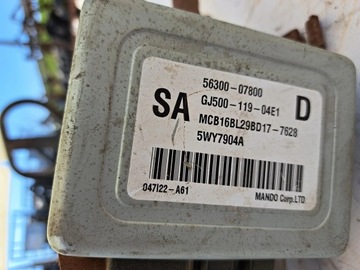 56300-07800
SA GJ500-119-04E1 D
MCB16BL29BD17-7628
5WY7904A
047I22-A61 MANDO Corp.LTD